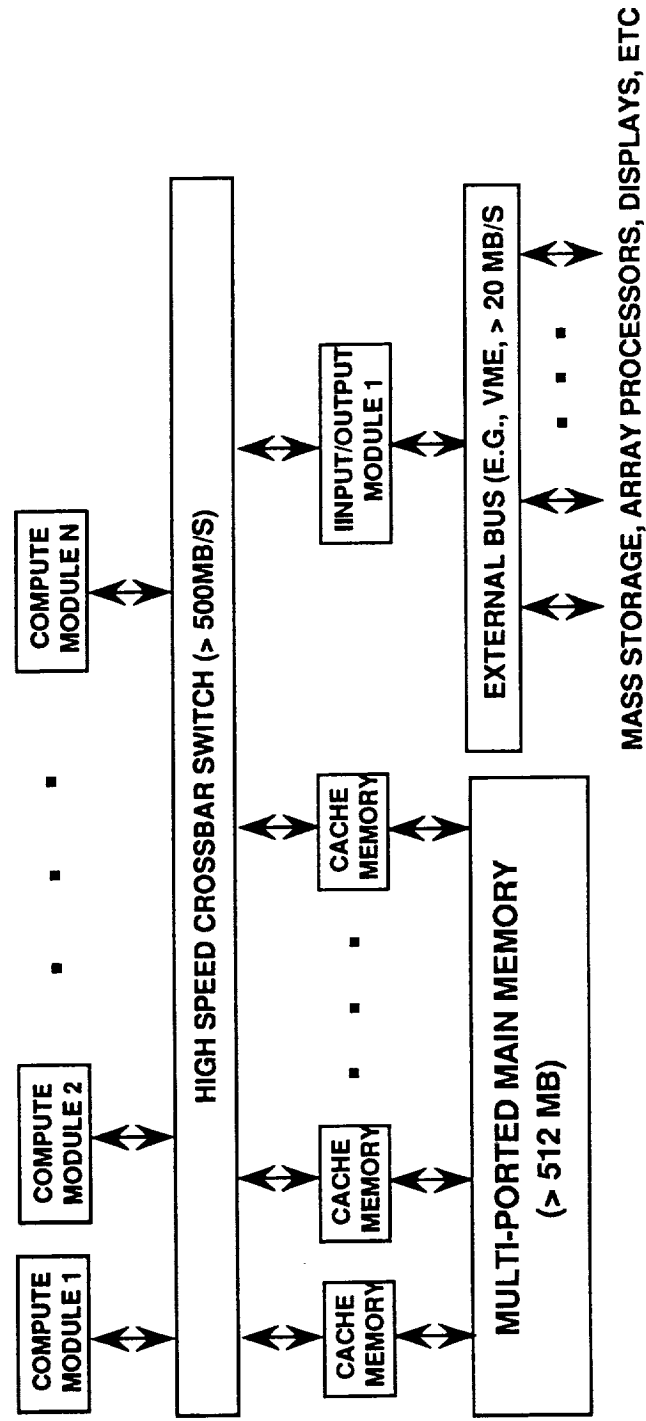 COMPUTE
MODULE 1
COMPUTE
MODULE 2
COMPUTE
MODULE N
HIGH SPEED CROSSBAR SWITCH (> 500MB/S)
CACHE
MEMORY
CACHE
MEMORY
CACHE
MEMORY
IINPUT/OUTPUT
MODULE 1
MULTI-PORTED MAIN MEMORY
(> 512 MB)
EXTERNAL BUS (E.G., VME, > 20 MB/S
MASS STORAGE, ARRAY PROCESSORS, DISPLAYS, ETC